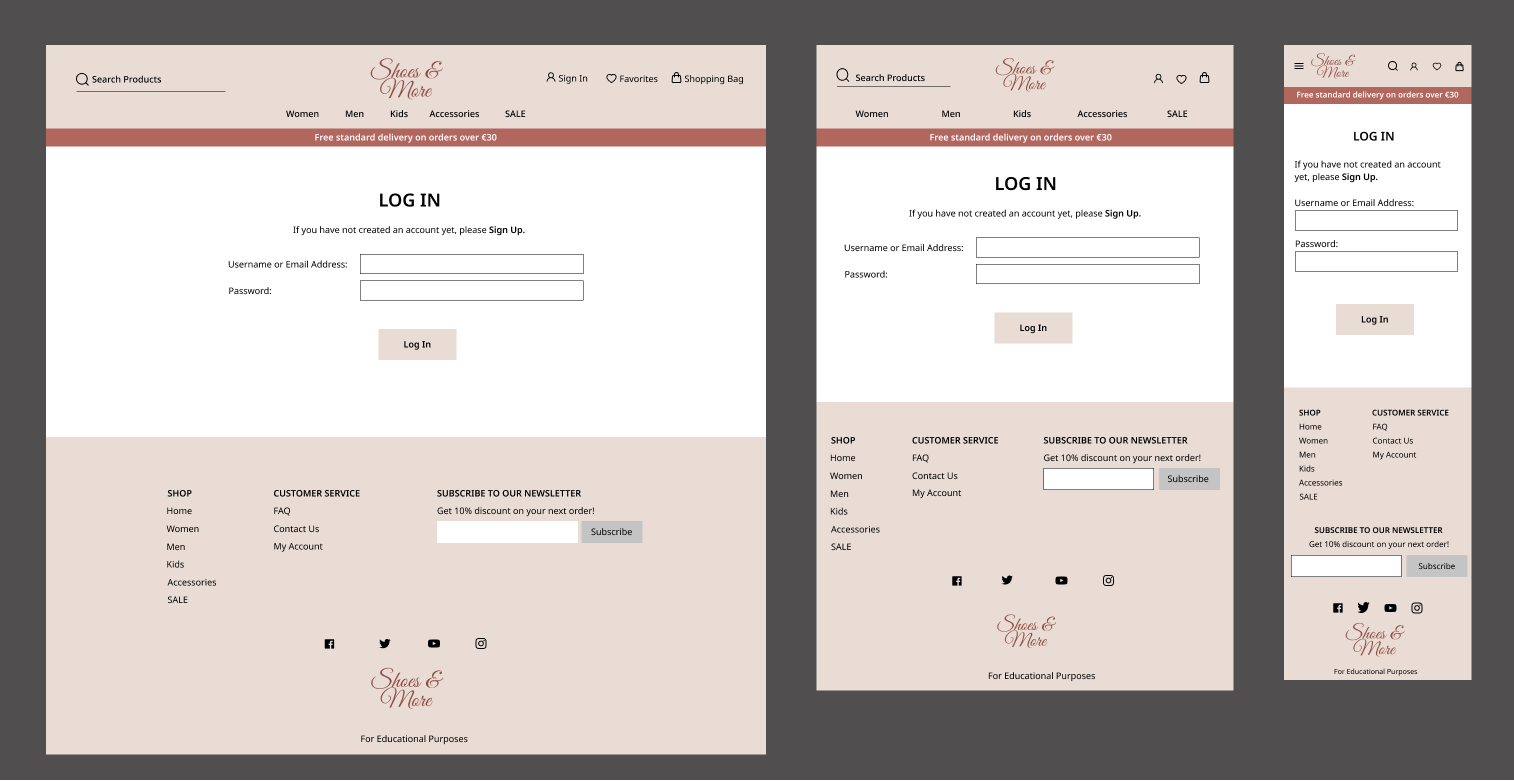 Search Products
Shoes &
More
Sign In
Favorites
Shopping Bag
Women
Men
Kids
Accessories
SALE
Free standard delivery on orders over €30
LOG IN
If you have not created an account yet, please Sign Up.
Username or Email Address:
Password:
Log In
SHOP
Home
Women
Men
Kids
Accessories
SALE
CUSTOMER SERVICE
FAQ
Contact Us
My Account
SUBSCRIBE TO OUR NEWSLETTER
Get 10% discount on your next order!
Subscribe
Shoes &
More
For Educational Purposes
Search Products
Shoes &
More
Women
Men
Kids
Accessories
SALE
Free standard delivery on orders over €30
LOG IN
If you have not created an account yet, please Sign Up.
Username or Email Address:
Password:
Log In
SHOP
Home
Women
Men
Kids
Accessories
SALE
CUSTOMER SERVICE
FAQ
Contact Us
My Account
SUBSCRIBE TO OUR NEWSLETTER
Get 10% discount on your next order!
Subscribe
Shoes &
More
For Educational Purposes
Shoes &
More
Free standard delivery on orders over €30
LOG IN
If you have not created an account
yet, please Sign Up.
Username or Email Address:
Password:
Log In
SHOP
Home
Women
Men
Kids
Accessories
SALE
CUSTOMER SERVICE
FAQ
Contact Us
My Account
SUBSCRIBE TO OUR NEWSLETTER
Get 10% discount on your next order!
Subscribe
Shoes &
More
For Educational Purposes